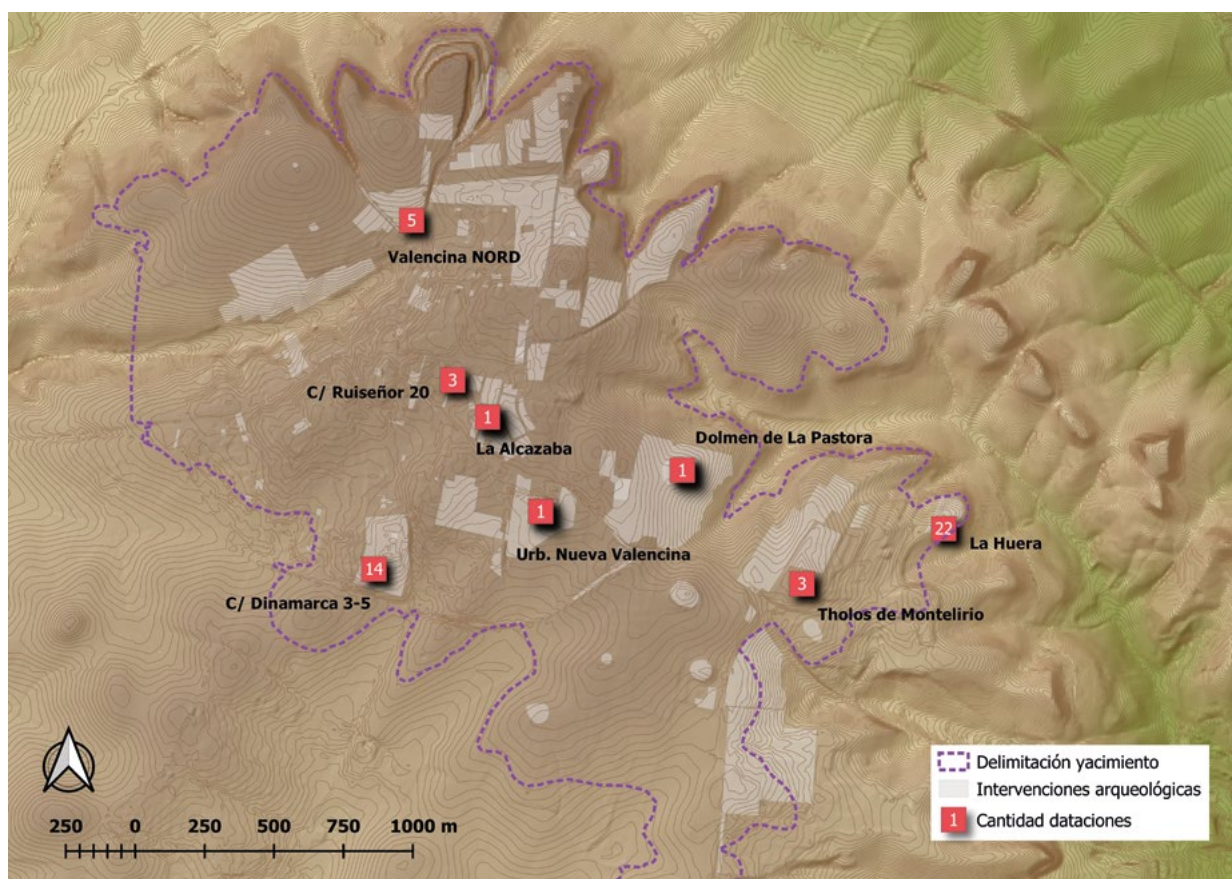 5
Valencina NORD
C/ Ruiseñor 20
3
1
La Alcazaba
Dolmen de La Pastora
1
1
Urb. Nueva Valencina
22
La Huera
14
C/ Dinamarca 3-5
3
Tholos de Montelirio
250 0 250 500 750 1000 m
Delimitación yacimiento
Intervenciones arqueológicas
1 Cantidad dataciones